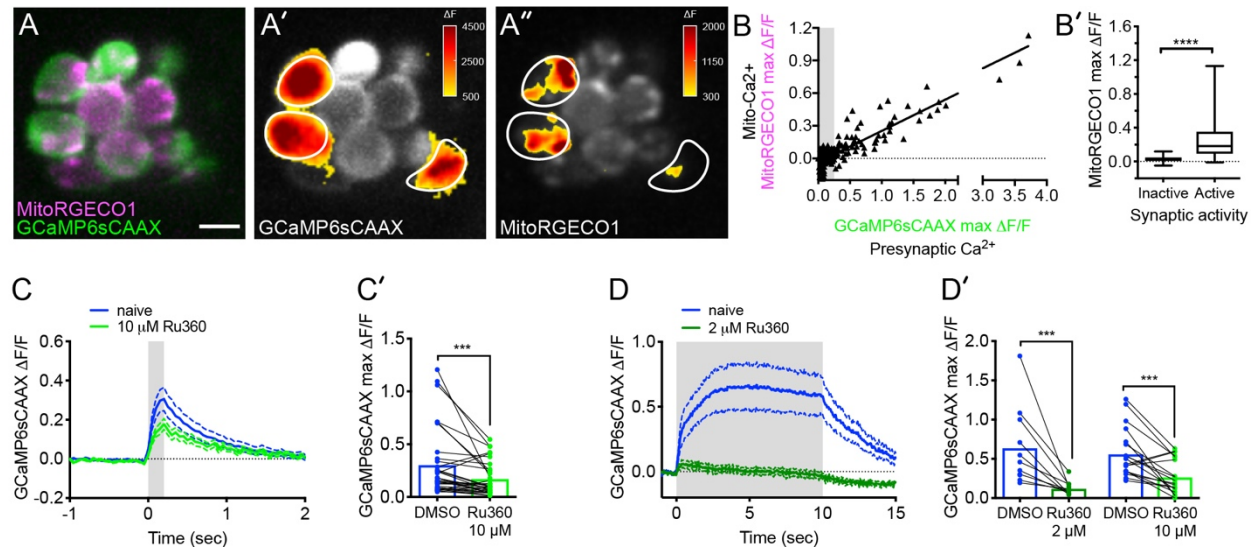 A
MitoRGECO1
GCaMP6sCAAX
A′
ΔF
4500
2500
500
GCaMP6sCAAX
A″
ΔF
2000
1150
300
MitoRGECO1
B
Mito-Ca2+
MitoRGECO1 max ΔF/F
1.2
0.9
0.6
0.3
0.0
0.0 0.5 1.0 1.5 2.0 3.0 3.5 4.0
GCaMP6sCAAX max ΔF/F
Presynaptic Ca²⁺
B′
MitoRGECO1 max ΔF/F
****
1.6
1.2
0.8
0.4
0.0
Inactive Active
Synaptic activity
C
naive
10 μM Ru360
GCaMP6sCAAX ΔF/F
0.6
0.4
0.2
0.0
-0.2
-1 0 1 2
Time (sec)
C′
GCaMP6sCAAX max ΔF/F
***
1.5
1.0
0.5
0.0
DMSO Ru360
10 μM
D
naive
2 μM Ru360
GCaMP6sCAAX ΔF/F
1.0
0.5
0.0
0 5 10 15
Time (sec)
D′
GCaMP6sCAAX max ΔF/F
***
***
2.0
1.5
1.0
0.5
0.0
DMSO Ru360 DMSO Ru360
2 μM 10 μM